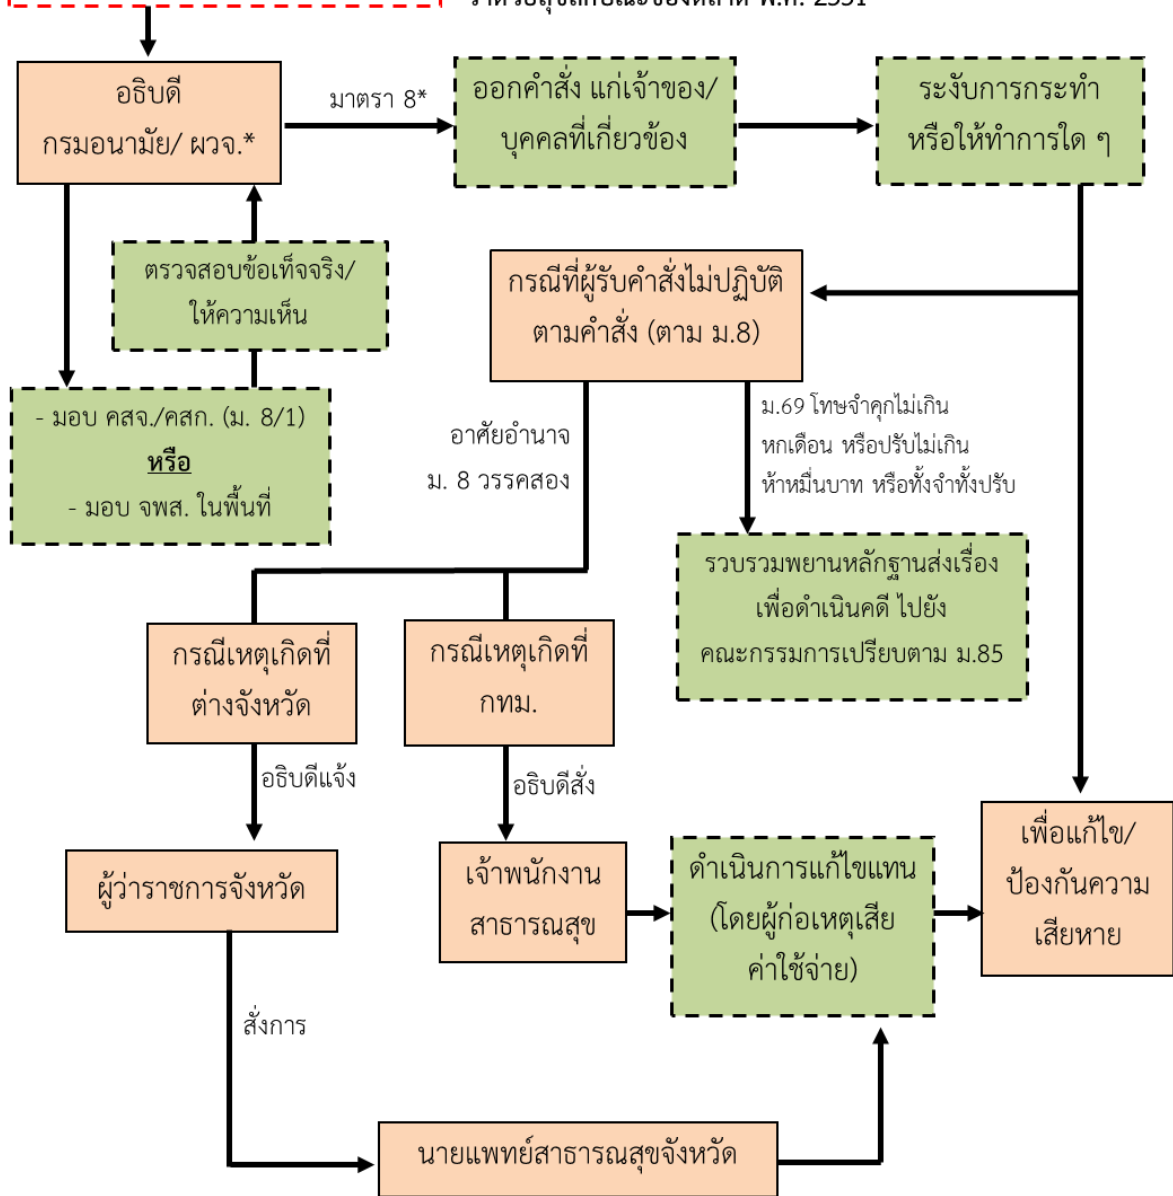 ว่าด้วยสุขลักษณะของตลาด พ.ศ. 2551
อธิบดี
กรมอนามัย/ ผวจ.*
มาตรา 8*
ออกคำสั่ง แก่เจ้าของ/
บุคคลที่เกี่ยวข้อง
ระงับการกระทำ
หรือให้ทำการใด ๆ
ตรวจสอบข้อเท็จจริง/
ให้ความเห็น
กรณีที่ผู้รับคำสั่งไม่ปฏิบัติ
ตามคำสั่ง (ตาม ม.8)
- มอบ คสจ./คสก. (ม. 8/1)
หรือ
- มอบ จพส. ในพื้นที่
อาศัยอำนาจ
ม. 8 วรรคสอง
ม.69 โทษจำคุกไม่เกิน
หกเดือน หรือปรับไม่เกิน
ห้าหมื่นบาท หรือทั้งจำทั้งปรับ
รวบรวมพยานหลักฐานส่งเรื่อง
เพื่อดำเนินคดี ไปยัง
คณะกรรมการเปรียบตาม ม.85
กรณีเหตุเกิดที่
ต่างจังหวัด
กรณีเหตุเกิดที่
กทม.
อธิบดีแจ้ง
อธิบดีสั่ง
ผู้ว่าราชการจังหวัด
เจ้าพนักงาน
สาธารณสุข
ดำเนินการแก้ไขแทน
(โดยผู้ก่อเหตุเสีย
ค่าใช้จ่าย)
เพื่อแก้ไข/
ป้องกันความ
เสียหาย
สั่งการ
นายแพทย์สาธารณสุขจังหวัด